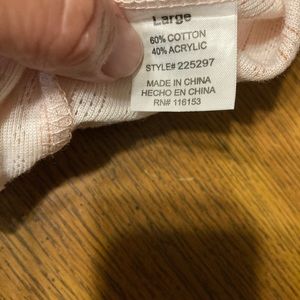 Large
60% COTTON
40% ACRYLIC
STYLE# 225297
MADE IN CHINA
HECHO EN CHINA
RN# 116153